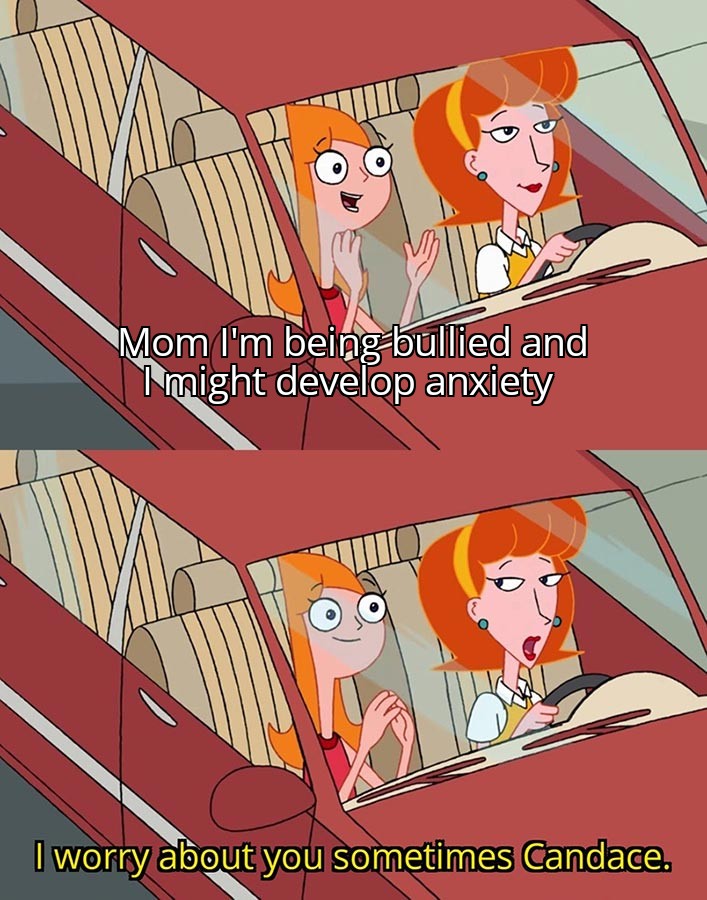 Mom I'm being bullied and
I might develop anxiety
I worry about you sometimes Candace.